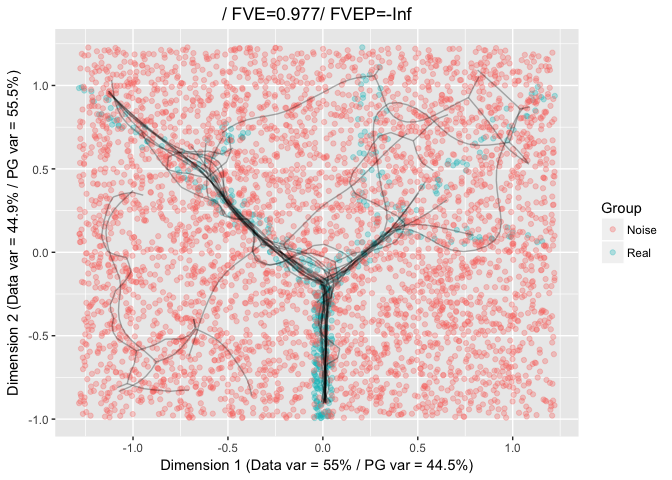 / FVE=0.977/ FVEP=-Inf
Dimension 2 (Data var = 44.9% / PG var = 55.5%)
1.0
0.5
0.0
-0.5
-1.0
-1.0 -0.5 0.0 0.5 1.0
Dimension 1 (Data var = 55% / PG var = 44.5%)
Group
Noise
Real